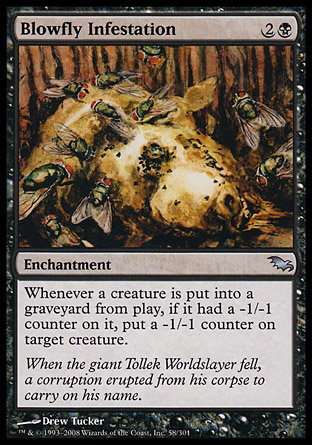 Blowfly Infestation 2
Enchantment
Whenever a creature is put into a
graveyard from play, if it had a -1/-1
counter on it, put a -1/-1 counter on
target creature.
When the giant Tollek Worldslayer fell,
a corruption erupted from his corpse to
carry on his name.
Drew Tucker
™ & © 1993–2008 Wizards of the Coast, Inc. 58/301